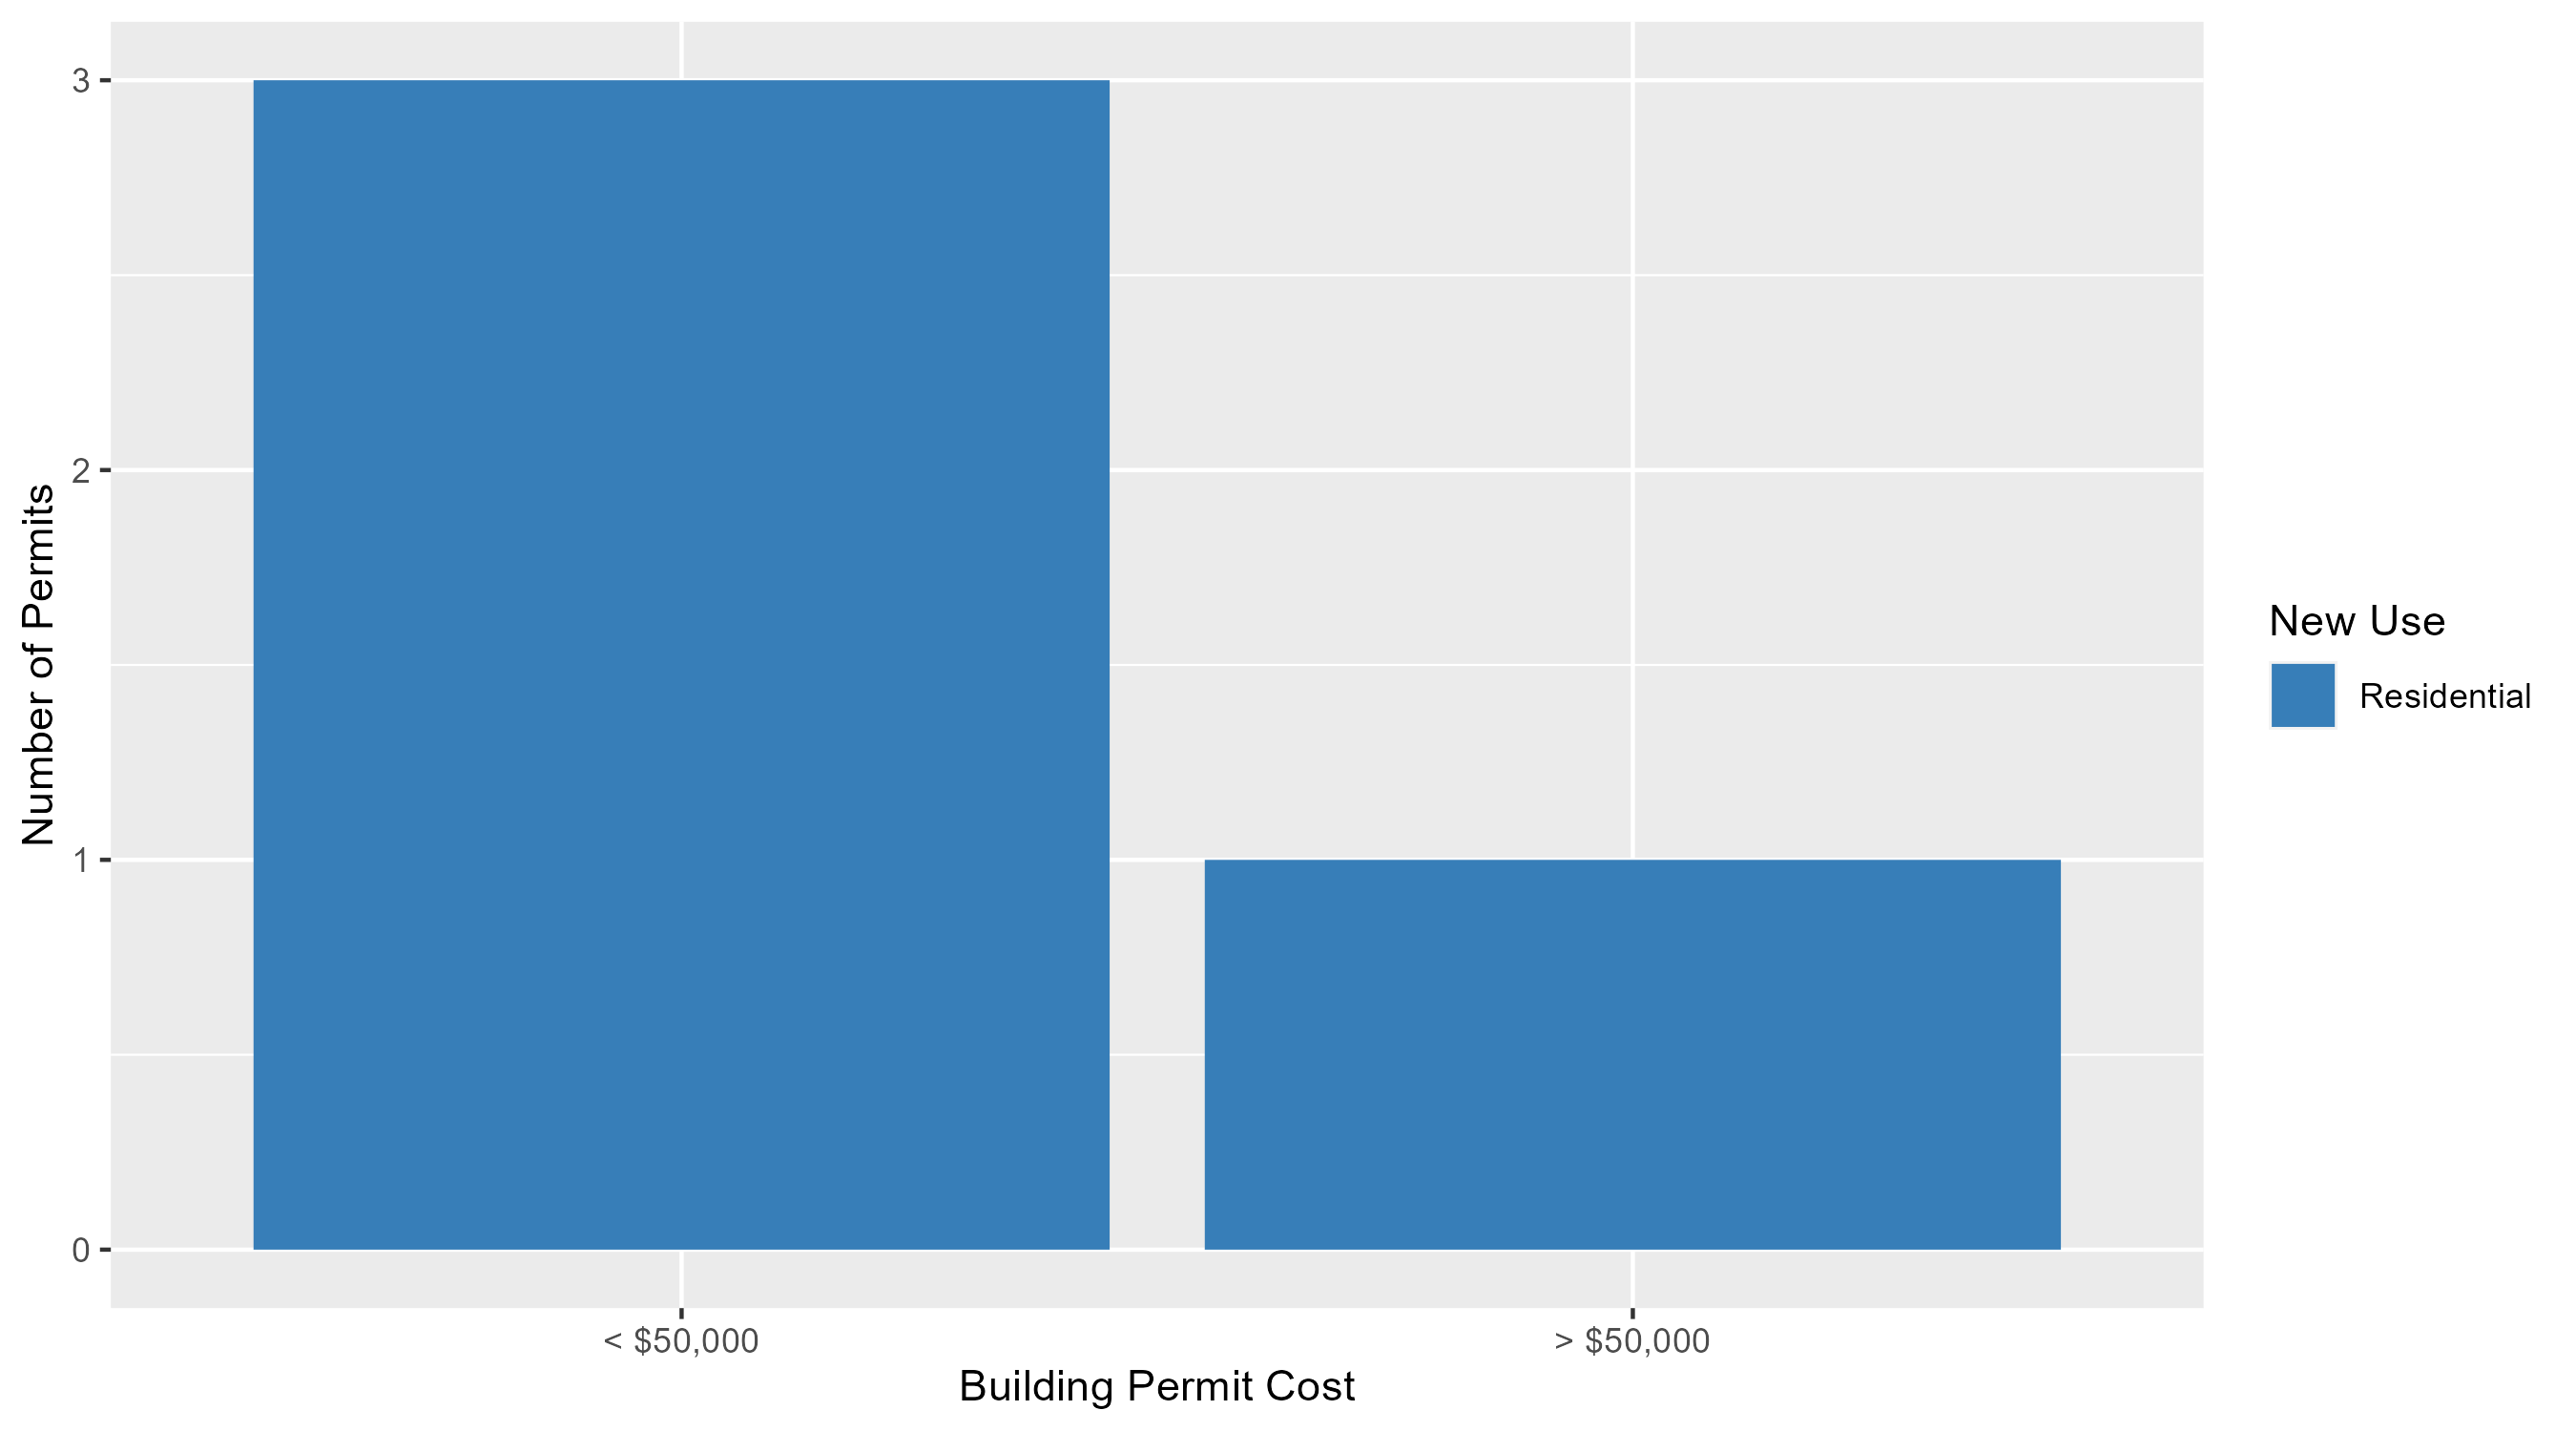 3
2
1
0
Number of Permits
< $50,000
> $50,000
Building Permit Cost
New Use
Residential